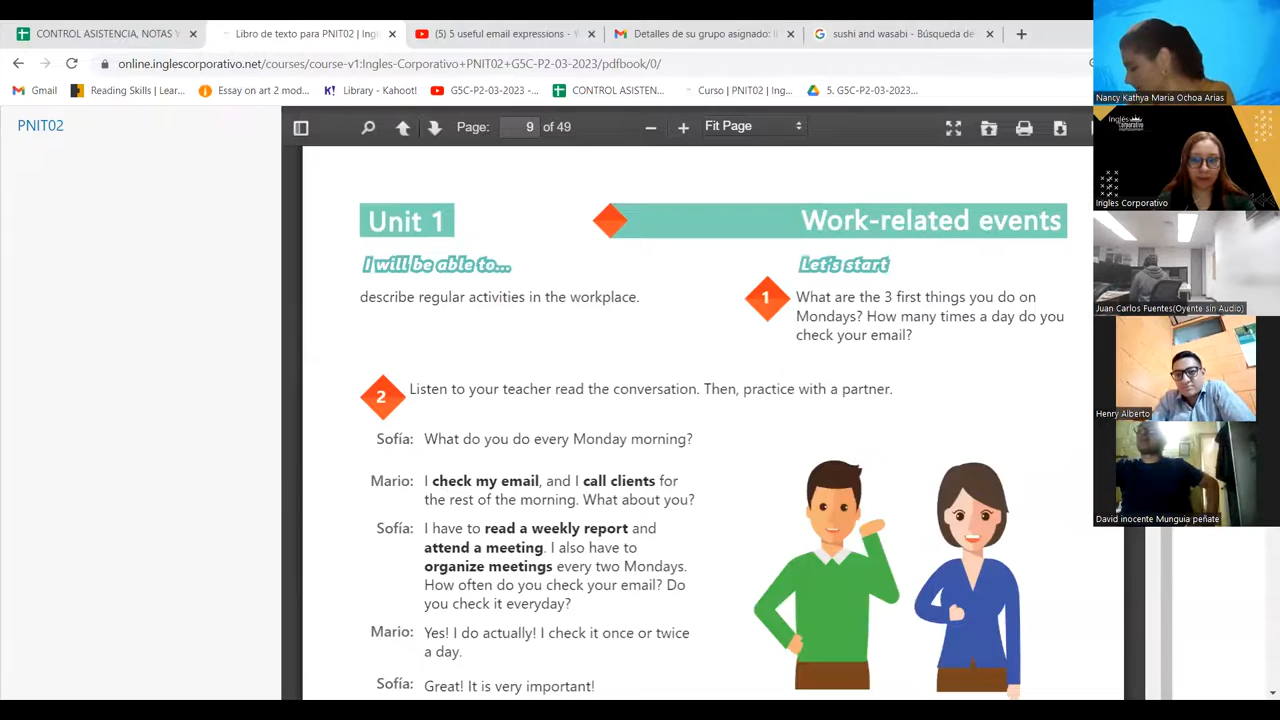 CONTROL ASISTENCIA, NOTAS Y
Libro de texto para PNIT02 | Ingl
(5) 5 useful email expressions - Y
Detalles de su grupo asignado: II
sushi and wasabi - Búsqueda de
online.inglescorporativo.net/courses/course-v1:Ingles-Corporativo+PNIT02+G5C-P2-03-2023/pdfbook/0/
Gmail
Reading Skills | Lear...
Essay on art 2 mod...
Library - Kahoot!
G5C-P2-03-2023 -...
CONTROL ASISTEN...
Curso | PNIT02 | Ing...
5. G5C-P2-03-2023...
PNIT02
Page: 9 of 49
Fit Page
Unit 1
Work-related events
I will be able to...
describe regular activities in the workplace.
Let's start
1
What are the 3 first things you do on
Mondays? How many times a day do you
check your email?
2
Listen to your teacher read the conversation. Then, practice with a partner.
Sofía: What do you do every Monday morning?
Mario: I check my email, and I call clients for
the rest of the morning. What about you?
Sofía: I have to read a weekly report and
attend a meeting. I also have to
organize meetings every two Mondays.
How often do you check your email? Do
you check it everyday?
Mario: Yes! I do actually! I check it once or twice
a day.
Sofía: Great! It is very important!
Nancy Kathya Maria Ochoa Arias
Inglés
Corporativo
Ingles Corporativo
Juan Carlos Fuentes(Oyente sin Audio)
Henry Alberto
David inocente Munguia peñate